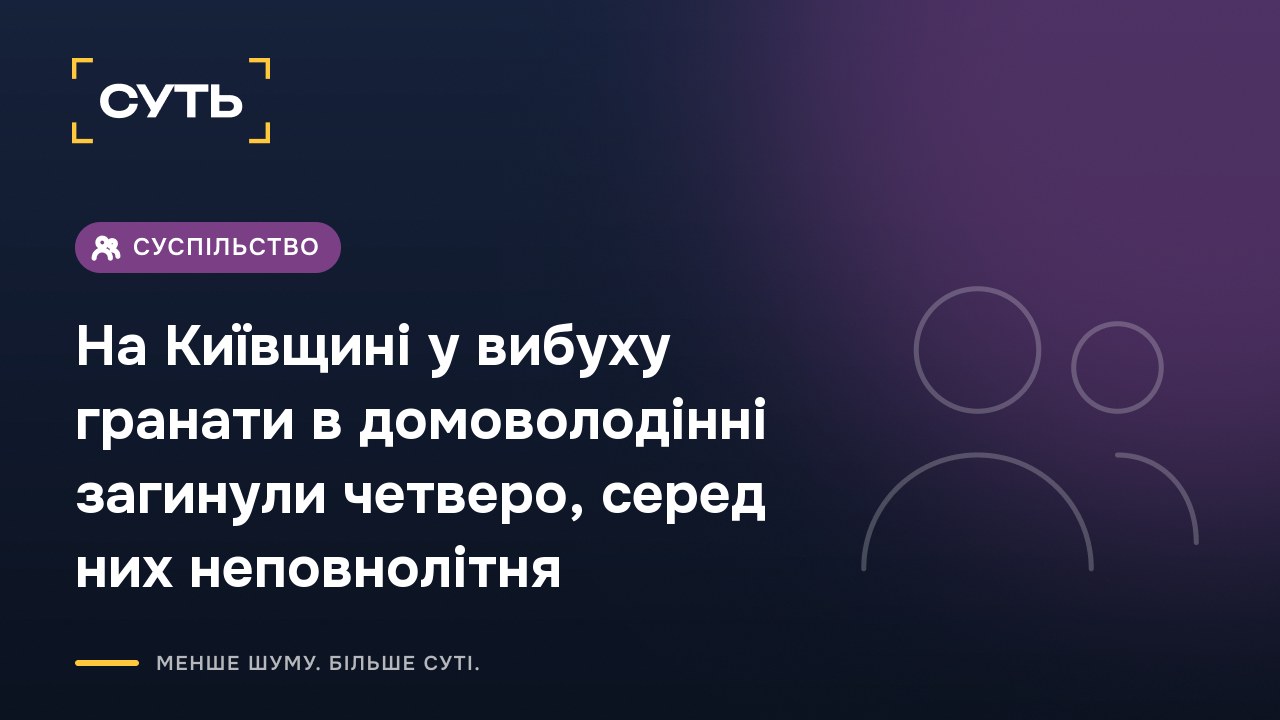 СУТЬ
СУСПІЛЬСТВО
На Київщині у вибуху
гранати в домоволодінні
загинули четверо, серед
них неповнолітня
МЕНШЕ ШУМУ. БІЛЬШЕ СУТІ.